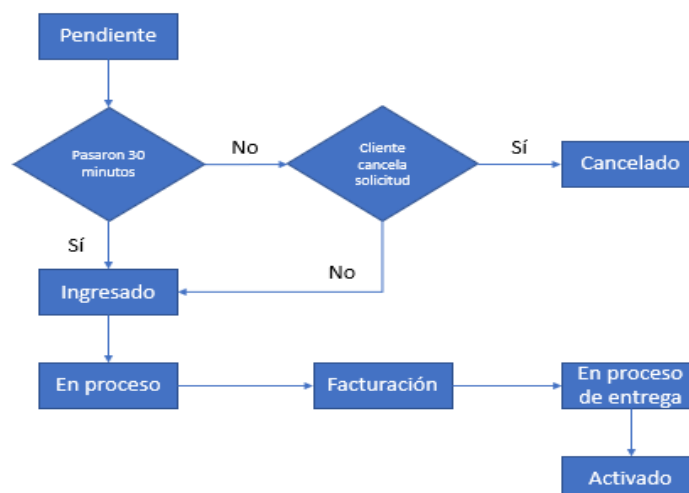 Pendiente
Pasaron 30
minutos
No
Cliente
cancela
solicitud
Sí
Cancelado
Sí
No
Ingresado
En proceso
Facturación
En proceso
de entrega
Activado